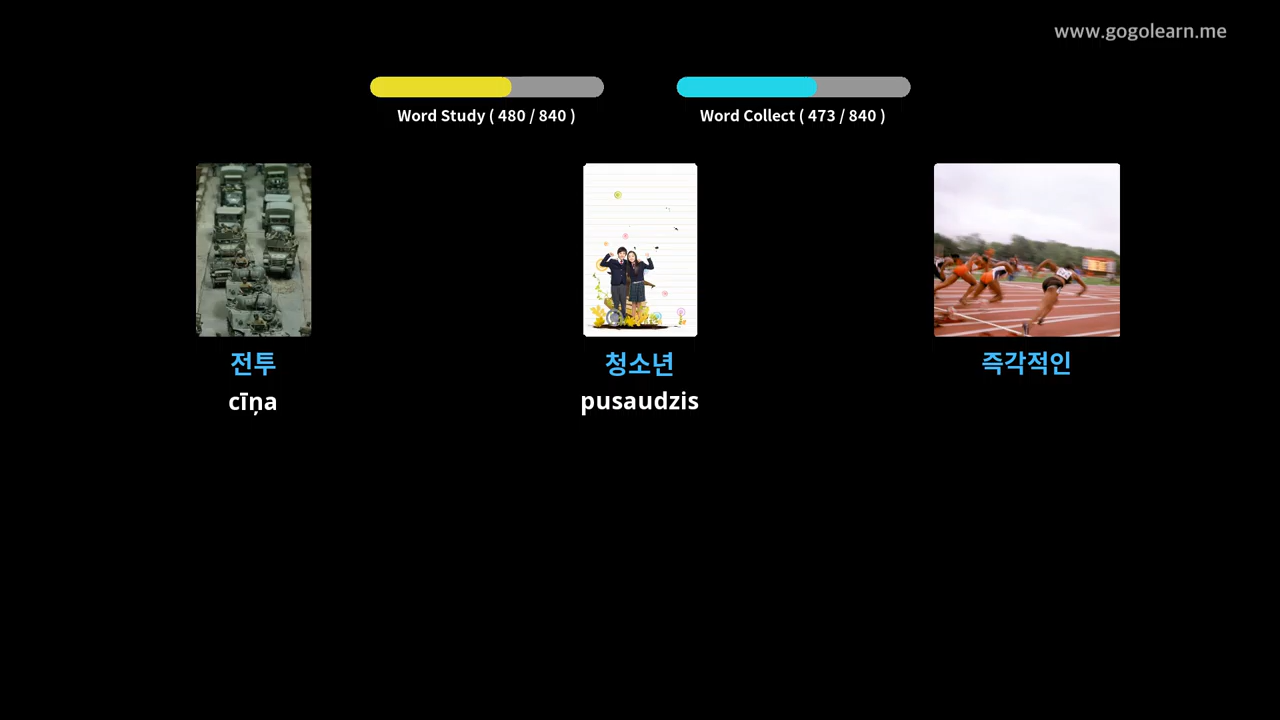 www.gogolearn.me
Word Study ( 480 / 840 )
Word Collect ( 473 / 840 )
전투
cīņa
청소년
pusaudzis
즉각적인